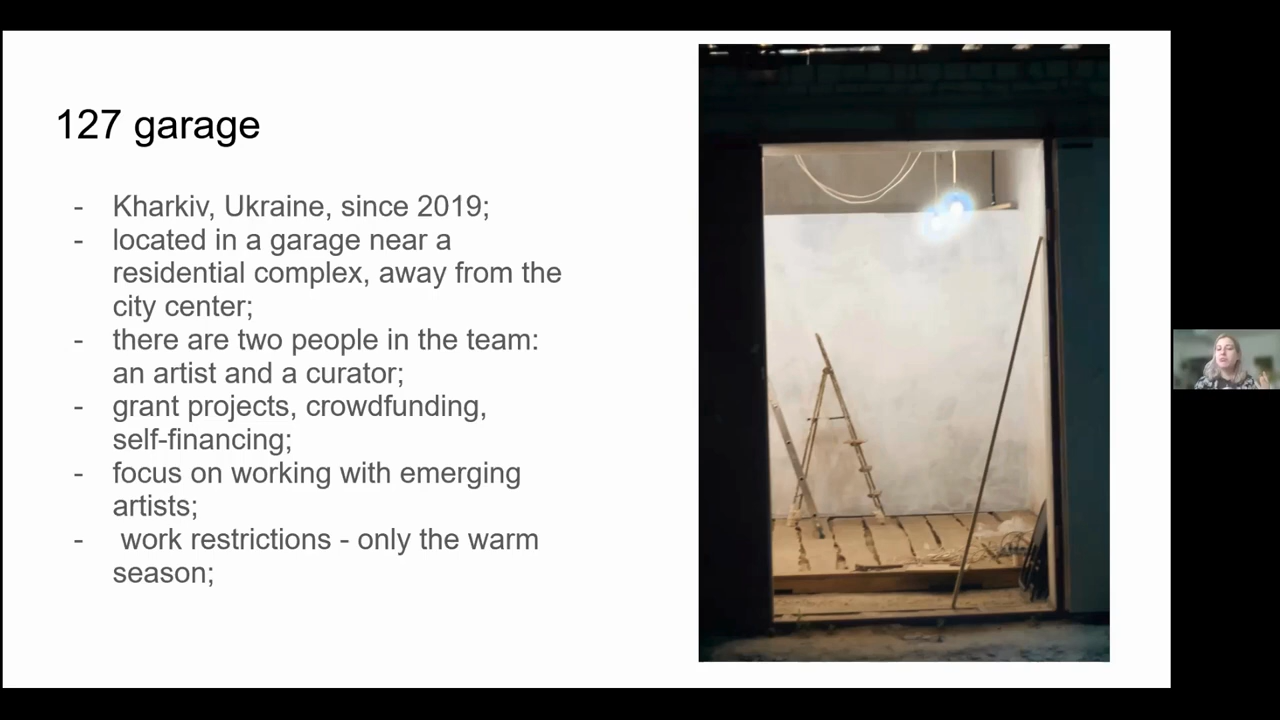 127 garage
- Kharkiv, Ukraine, since 2019;
- located in a garage near a
residential complex, away from the
city center;
- there are two people in the team:
an artist and a curator;
- grant projects, crowdfunding,
self-financing;
- focus on working with emerging
artists;
- work restrictions - only the warm
season;